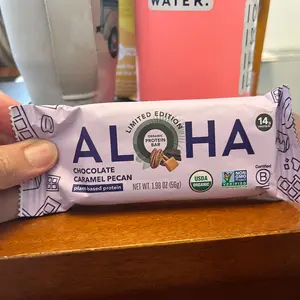 WATER.
LIMITED EDITION
ALOHA
ORGANIC
PROTEIN
BAR
14g
CHOCOLATE
CARAMEL PECAN
plant-based protein
NET WT. 1.98 OZ (56g)
USDA
ORGANIC
NON
GMO
VERIFIED
Certified
B